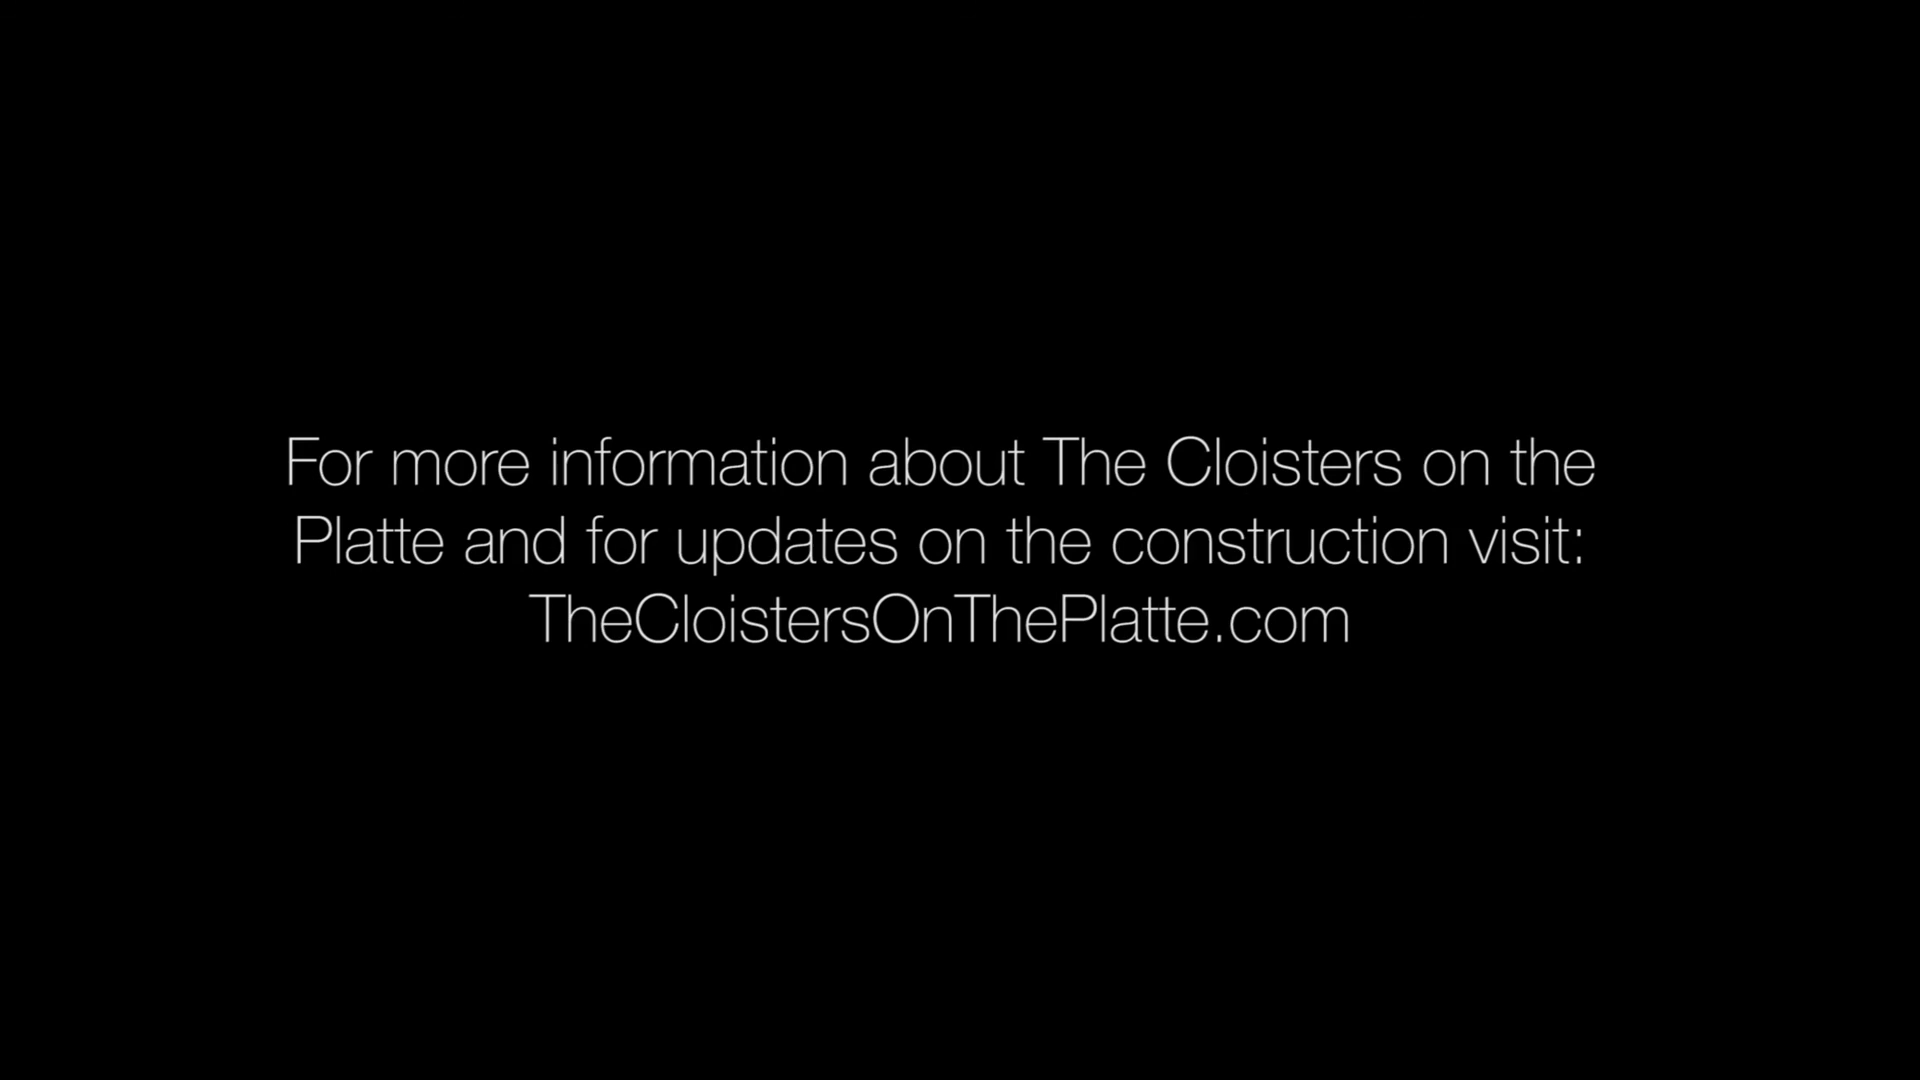 For more information about The Cloisters on the
Platte and for updates on the construction visit:
TheCloistersOnThePlatte.com